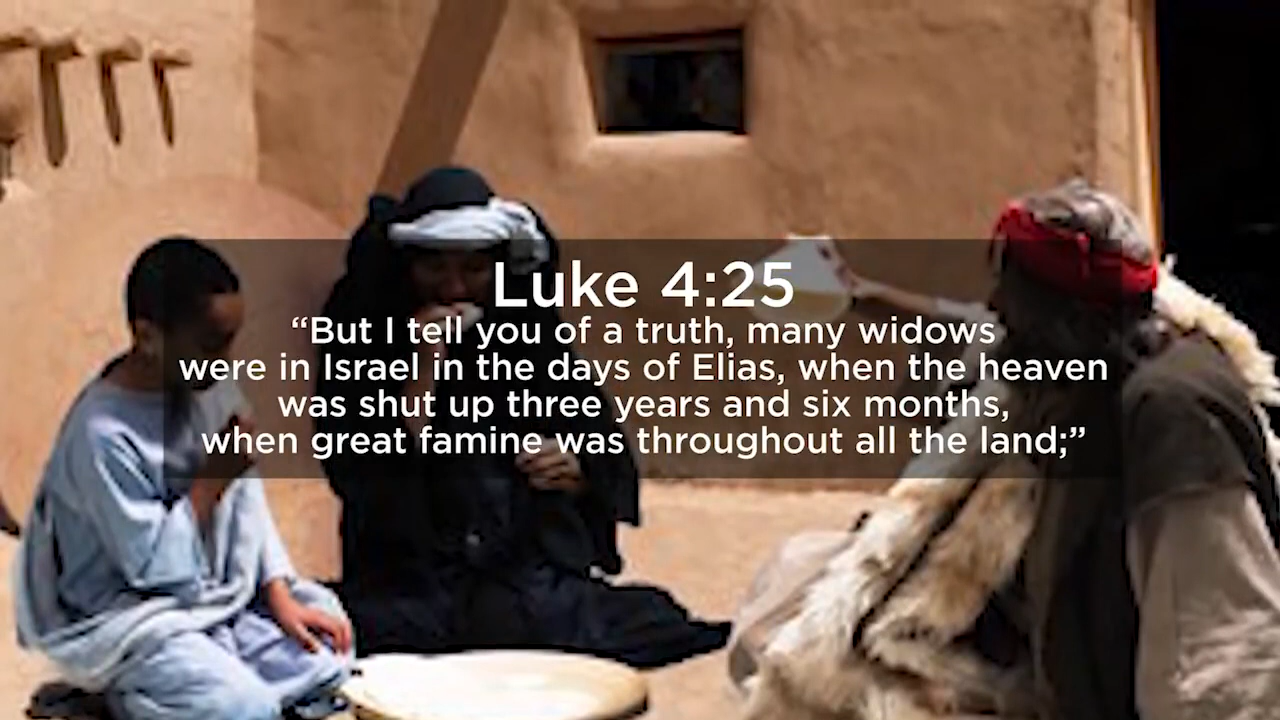 Luke 4:25
“But I tell you of a truth, many widows
were in Israel in the days of Elias, when the heaven
was shut up three years and six months,
when great famine was throughout all the land;”